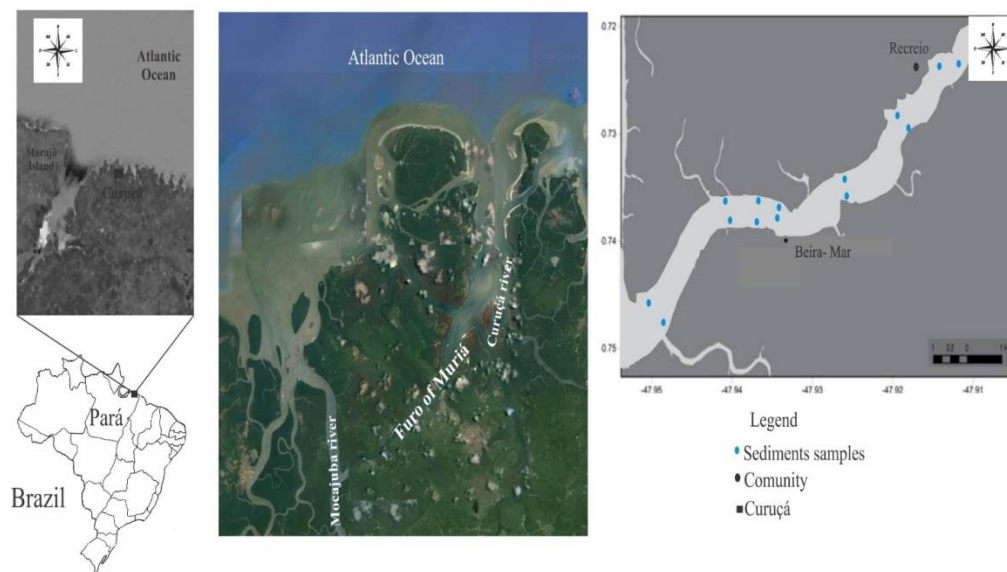 Atlantic
Ocean
Marajó
Island
Curuçá
Pará
Brazil
Atlantic Ocean
Curuçá river
Furo of Muriá
Mocajuba river
0.72
Recreio
0.73
0.74
Beira- Mar
0.75
-47.95
-47.94
-47.93
-47.92
-47.91
Legend
Sediments samples
Comunity
Curuçá